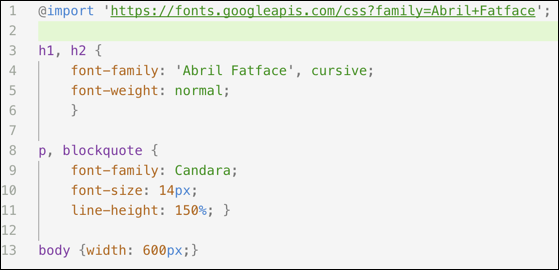 1 @import 'https://fonts.googleapis.com/css?family=Abril+Fatface';
2
3 h1, h2 {
4 font-family: 'Abril Fatface', cursive;
5 font-weight: normal;
6 }
7
8 p, blockquote {
9 font-family: Candara;
10 font-size: 14px;
11 line-height: 150%; }
12
13 body {width: 600px;}